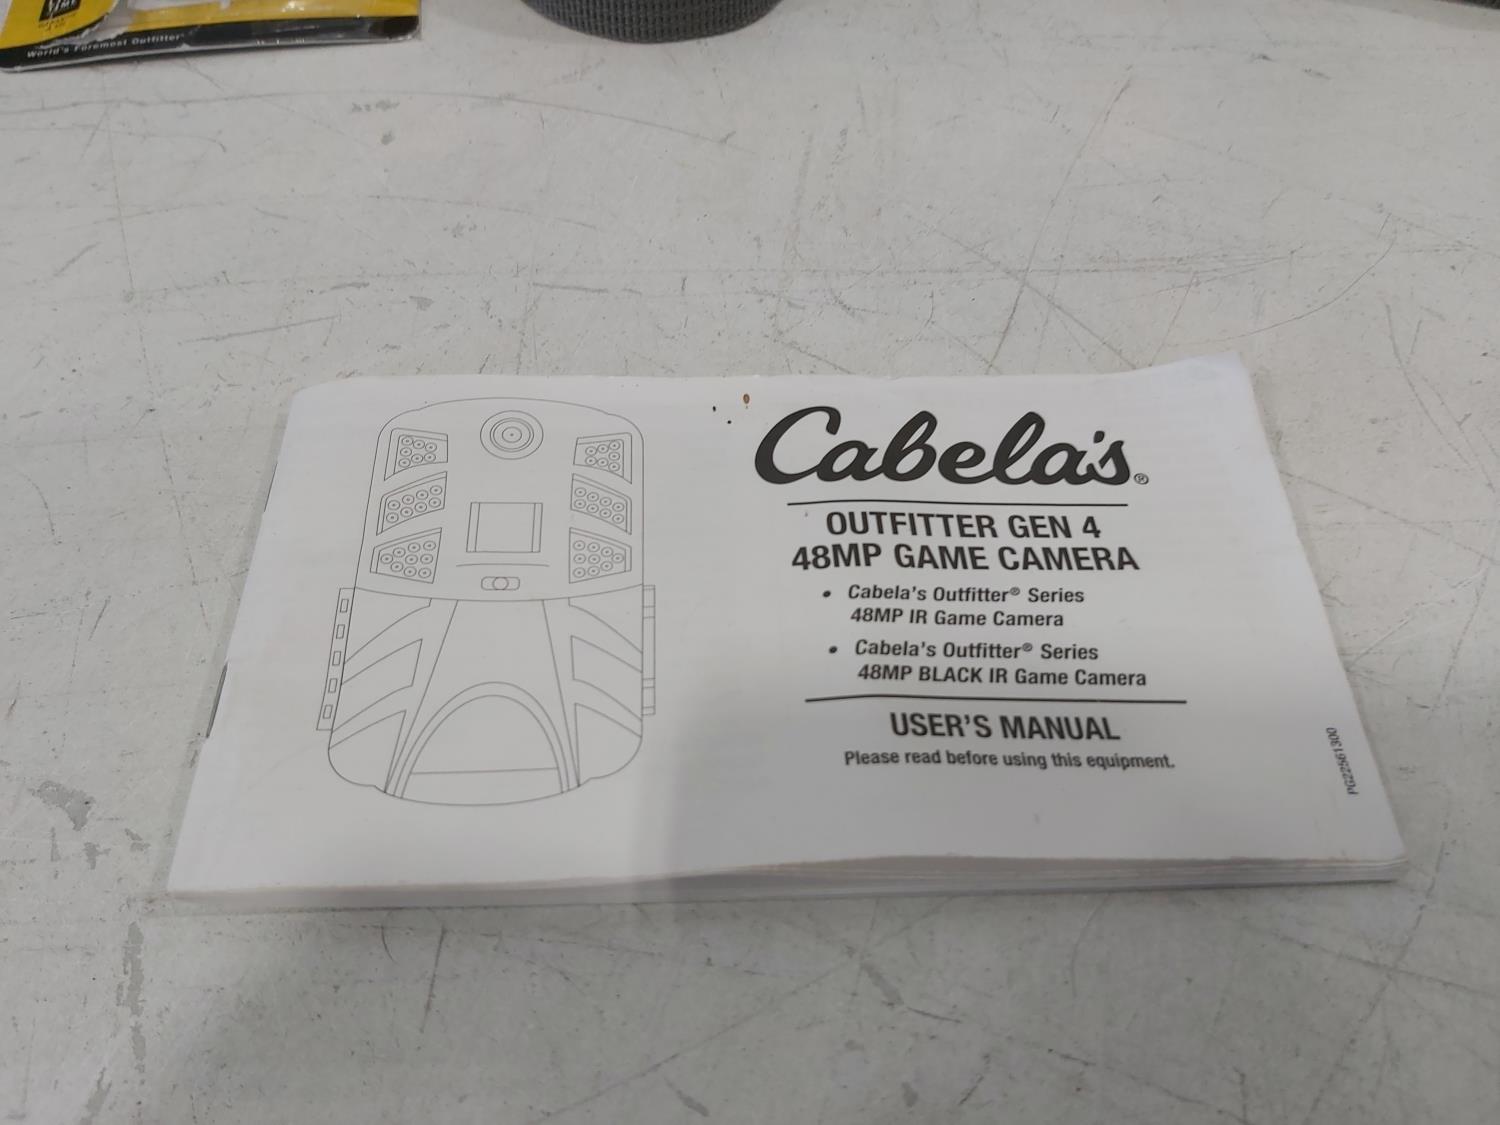 World's Foremost Outfitter
Cabela's®
OUTFITTER GEN 4
48MP GAME CAMERA
• Cabela's Outfitter® Series
48MP IR Game Camera
• Cabela's Outfitter® Series
48MP BLACK IR Game Camera
USER'S MANUAL
Please read before using this equipment.
PG22561300